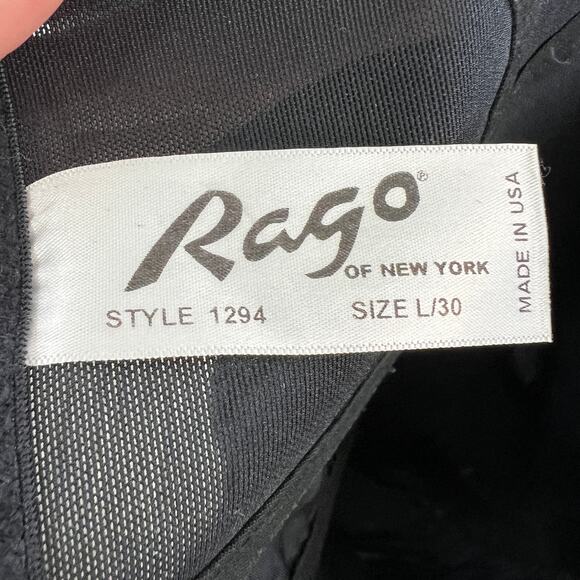 Rago®
OF NEW YORK
STYLE 1294 SIZE L/30
MADE IN USA